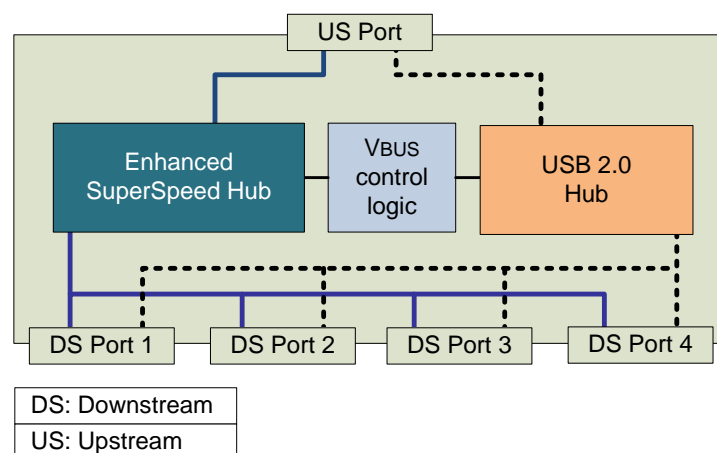 US Port
Enhanced
SuperSpeed Hub
VBUS
control
logic
USB 2.0
Hub
DS Port 1
DS Port 2
DS Port 3
DS Port 4
DS: Downstream
US: Upstream